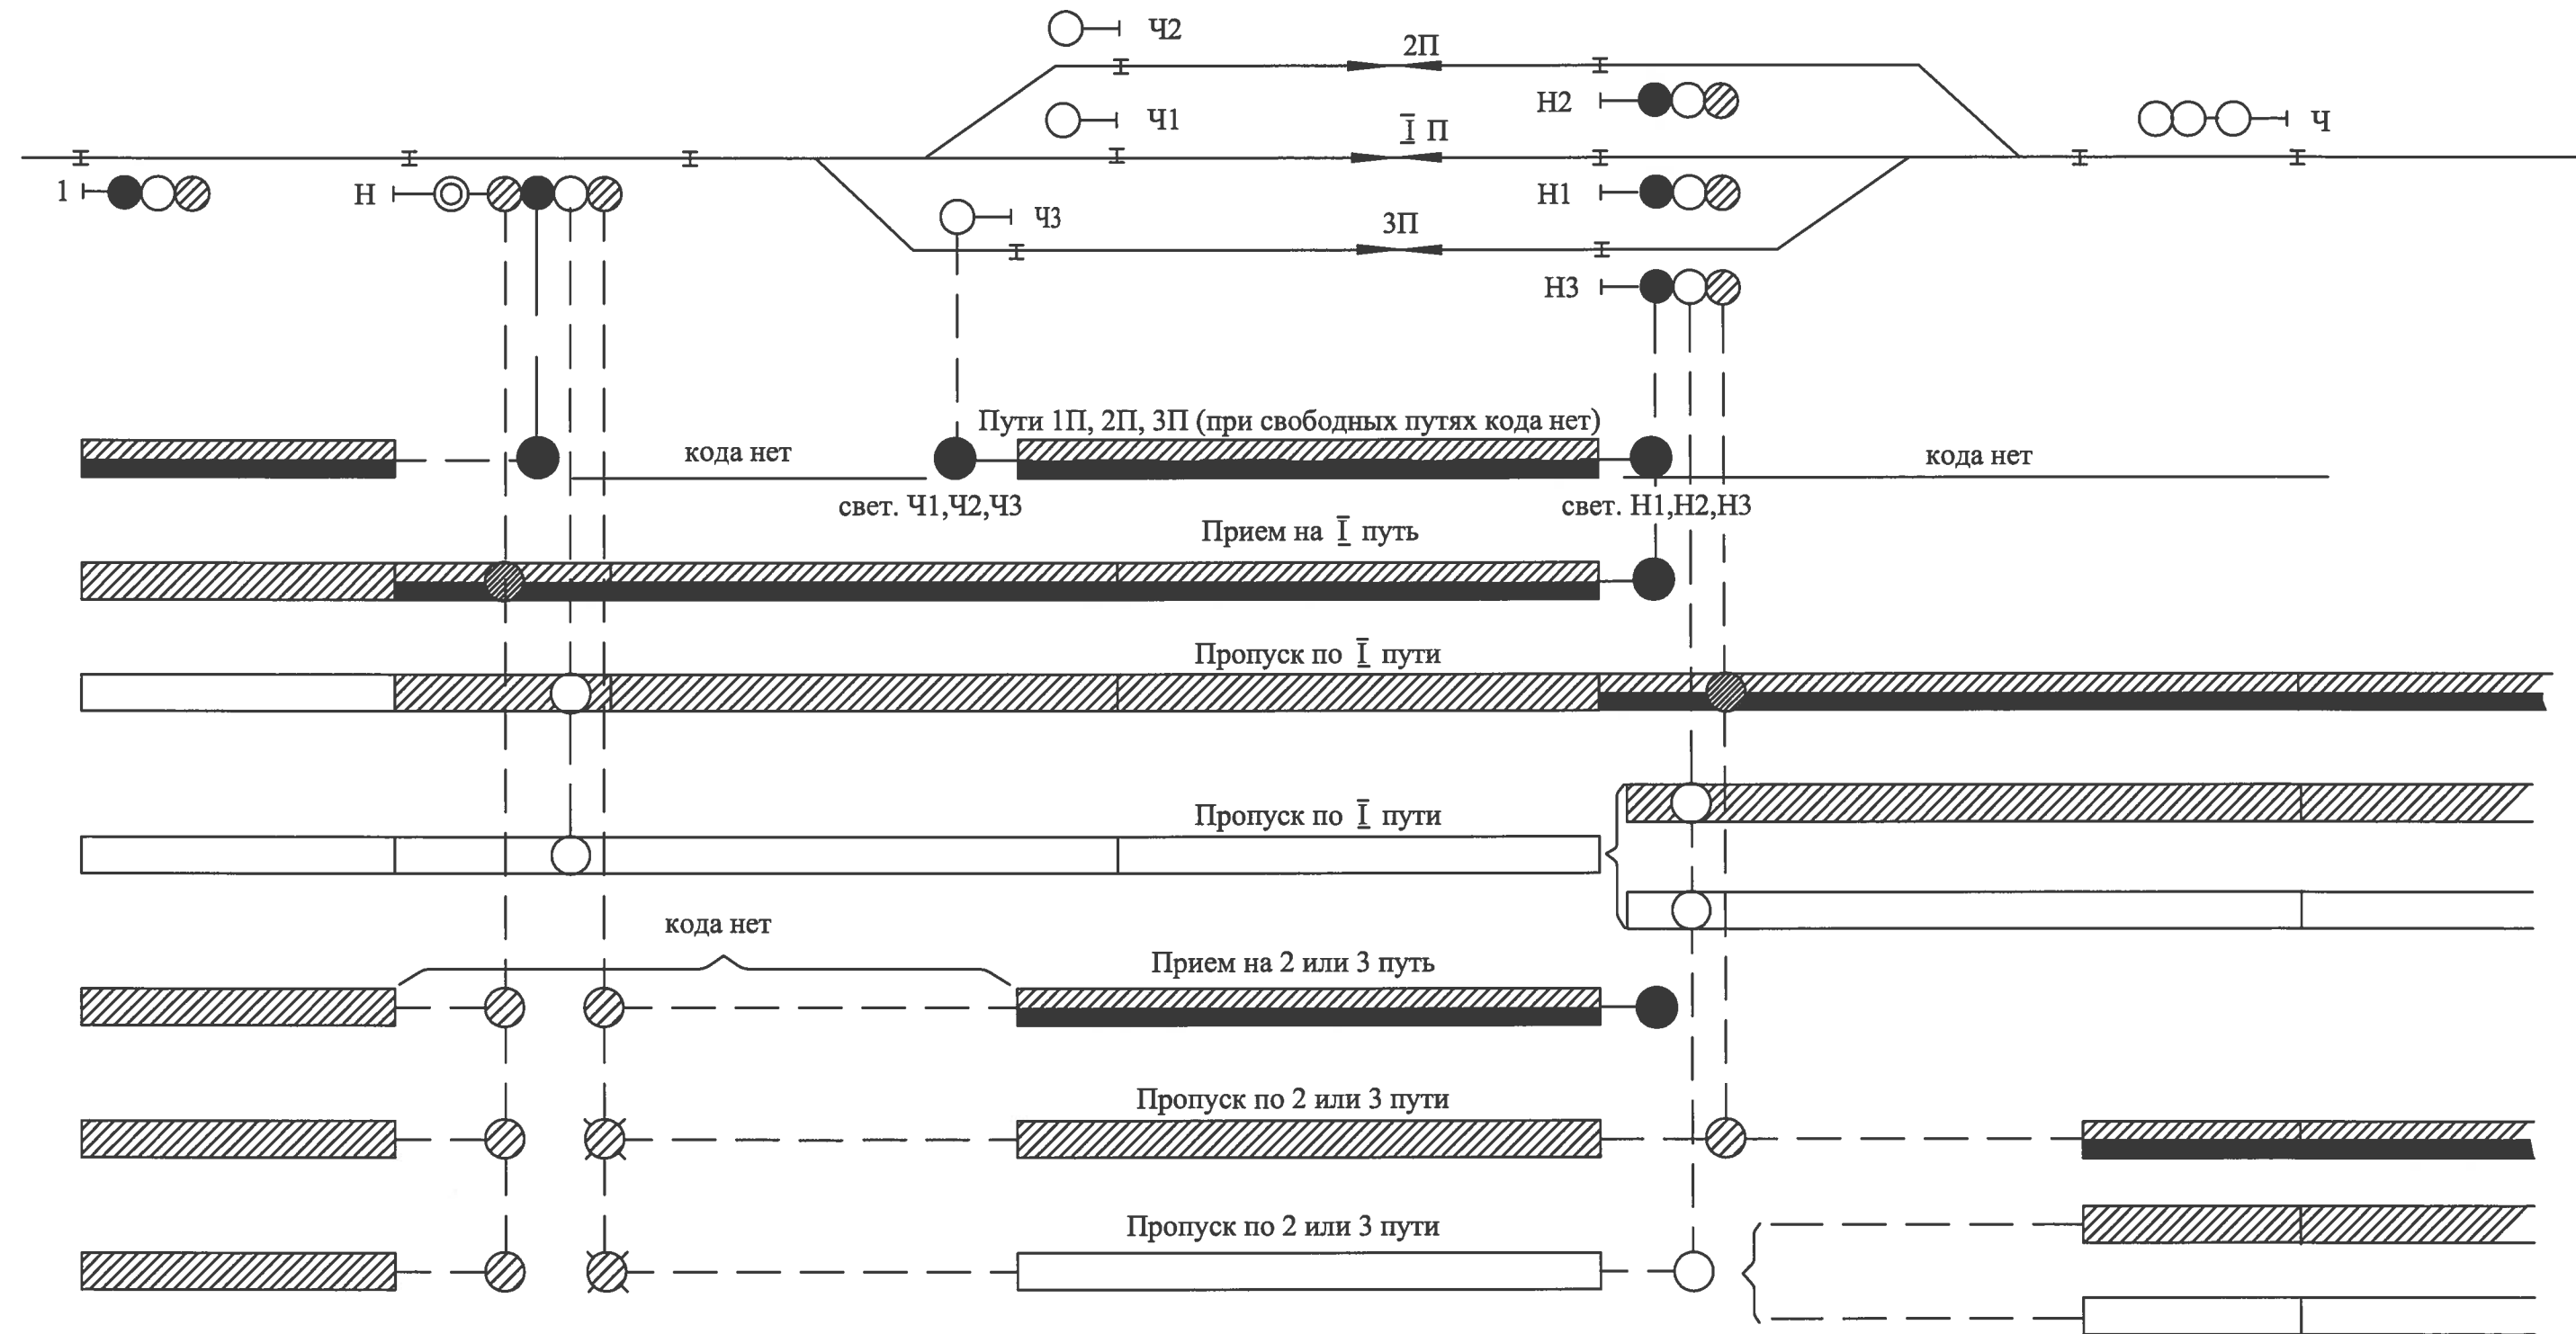 Ч2
2П
Н2
Ч1
I П
Ч
1
Н
Н1
Ч3
3П
Н3
Пути 1П, 2П, 3П (при свободных путях кода нет)
кода нет
кода нет
свет. Ч1,Ч2,Ч3
свет. Н1,Н2,Н3
Прием на I путь
Пропуск по I пути
Пропуск по I пути
кода нет
Прием на 2 или 3 путь
Пропуск по 2 или 3 пути
Пропуск по 2 или 3 пути